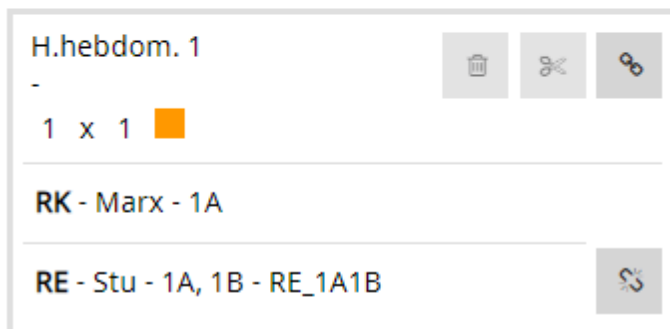 H.hebdom. 1
-
1 x 1
RK - Marx - 1A
RE - Stu - 1A, 1B - RE_1A1B